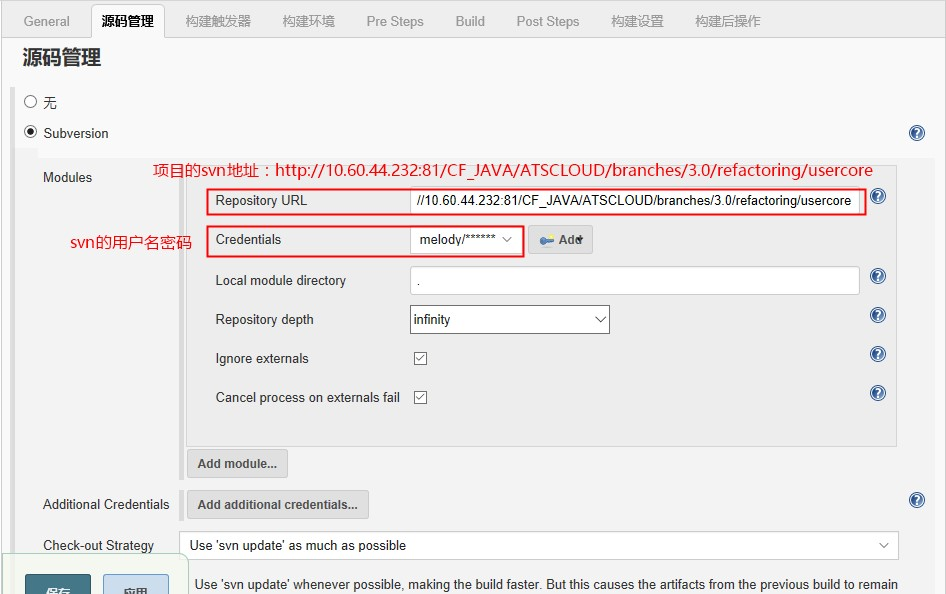 General 源码管理 构建触发器 构建环境 Pre Steps Build Post Steps 构建设置 构建后操作
源码管理
无
Subversion
项目的svn地址：http://10.60.44.232:81/CF_JAVA/ATSCLOUD/branches/3.0/refactoring/usercore
Modules
Repository URL //10.60.44.232:81/CF_JAVA/ATSCLOUD/branches/3.0/refactoring/usercore
svn的用户名密码
Credentials melody/****** Add
Local module directory .
Repository depth infinity
Ignore externals
Cancel process on externals fail
Add module...
Additional Credentials Add additional credentials...
Check-out Strategy Use 'svn update' as much as possible
Use 'svn update' whenever possible, making the build faster. But this causes the artifacts from the previous build to remain
保存 应用